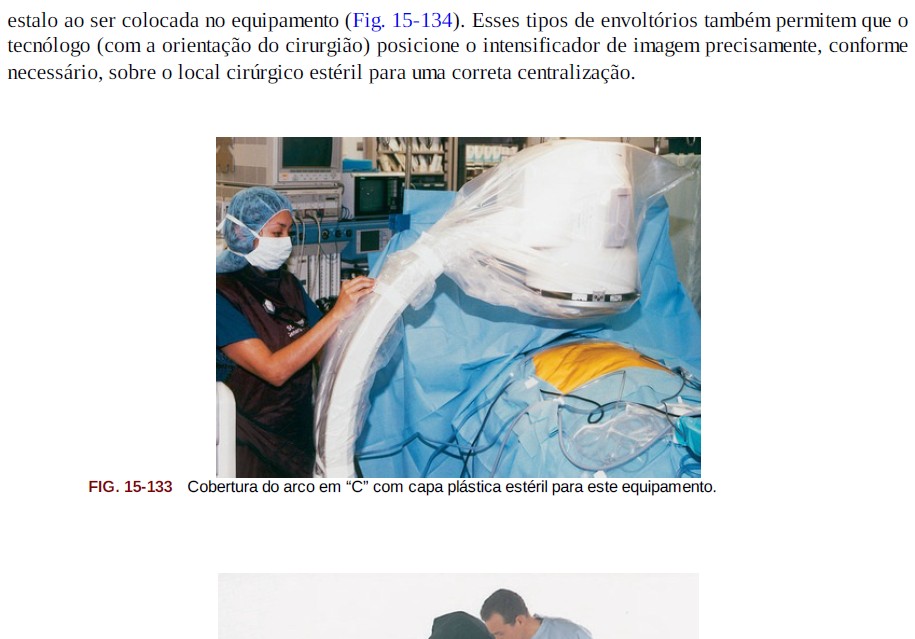 estalo ao ser colocada no equipamento (Fig. 15-134). Esses tipos de envoltórios também permitem que o
tecnólogo (com a orientação do cirurgião) posicione o intensificador de imagem precisamente, conforme
necessário, sobre o local cirúrgico estéril para uma correta centralização.
FIG. 15-133 Cobertura do arco em “C” com capa plástica estéril para este equipamento.